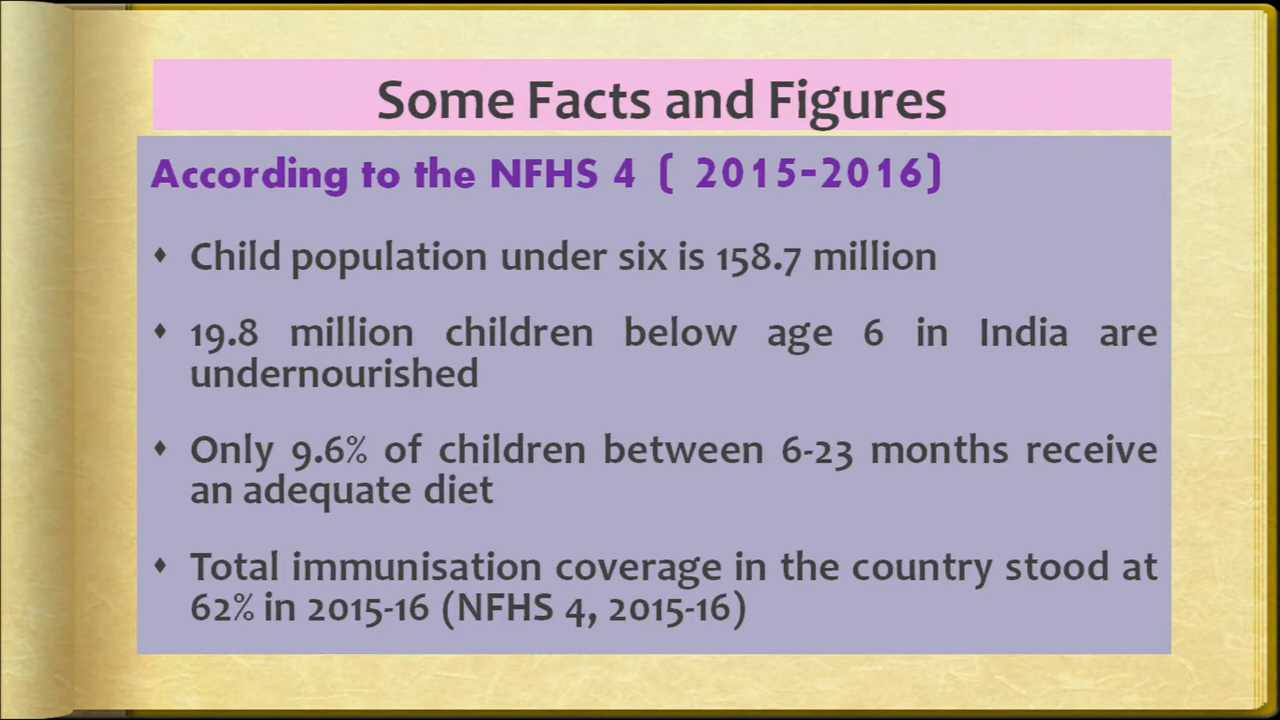 Some Facts and Figures
According to the NFHS 4 ( 2015-2016)
♦ Child population under six is 158.7 million
♦ 19.8 million children below age 6 in India are
undernourished
♦ Only 9.6% of children between 6-23 months receive
an adequate diet
♦ Total immunisation coverage in the country stood at
62% in 2015-16 (NFHS 4, 2015-16)